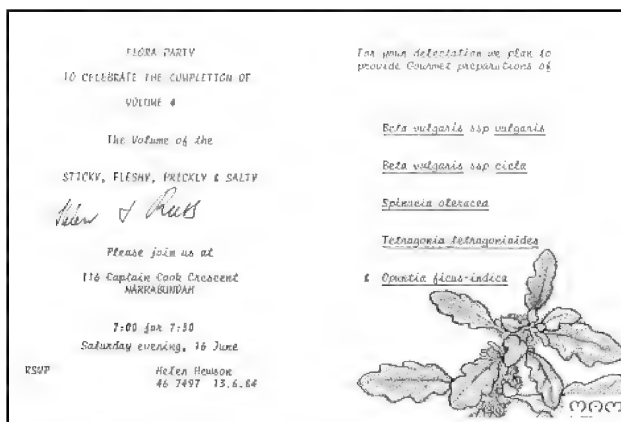 FLORA PARTY
TO CELEBRATE THE COMPLETION OF
VOLUME 4
The Volume of the
STICKY, FLESHY, PRICKLY & SALTY
Helen & Russ
Please join us at
116 Captain Cook Crescent
NARRABUNDAH
7:00 for 7:30
Saturday evening, 16 June
RSVP Helen Hewson
46 7497 13.6.84
For your delectation we plan to
provide Gourmet preparations of
Beta vulgaris ssp vulgaris
Beta vulgaris ssp cicla
Spinacia oleracea
Tetragonia tetragonioides
& Opuntia ficus-indica